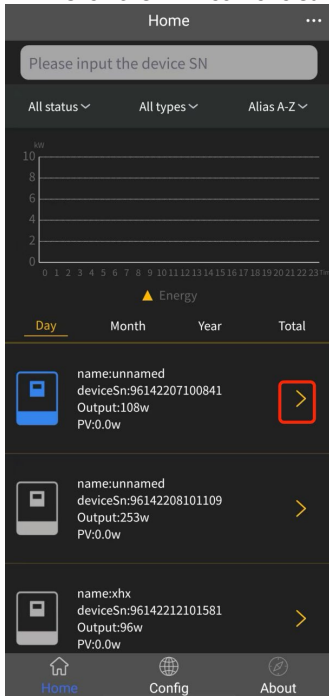 Home
...
Please input the device SN
All status All types Alias A-Z
kW
10
8
6
4
2
0
0 1 2 3 4 5 6 7 8 9 10 11 12 13 14 15 16 17 18 19 20 21 22 23
Energy
Day Month Year Total
name:unnamed
deviceSn:96142207100841
Output:108w
PV:0.0w
name:unnamed
deviceSn:96142208101109
Output:253w
PV:0.0w
name:xhx
deviceSn:96142212101581
Output:96w
PV:0.0w
Home Config About